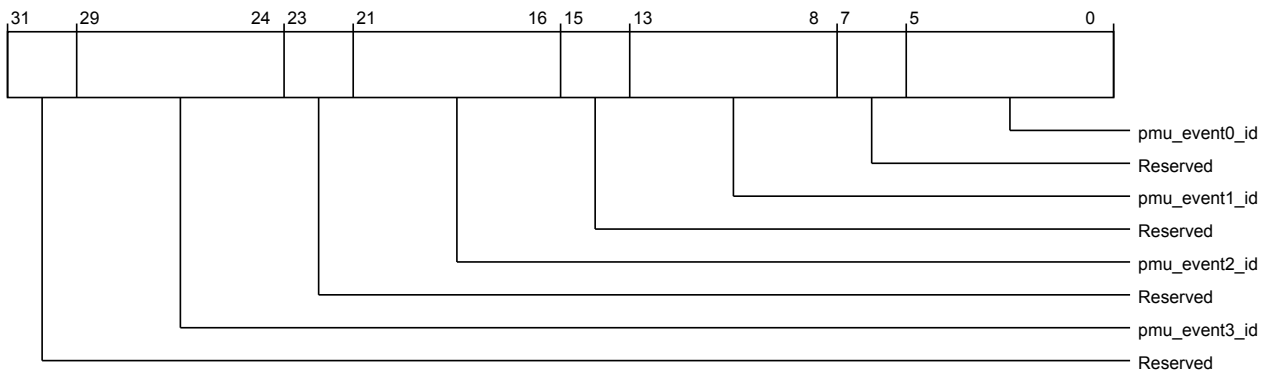 31 29 24 23 21 16 15 13 8 7 5 0
pmu_event0_id
Reserved
pmu_event1_id
Reserved
pmu_event2_id
Reserved
pmu_event3_id
Reserved